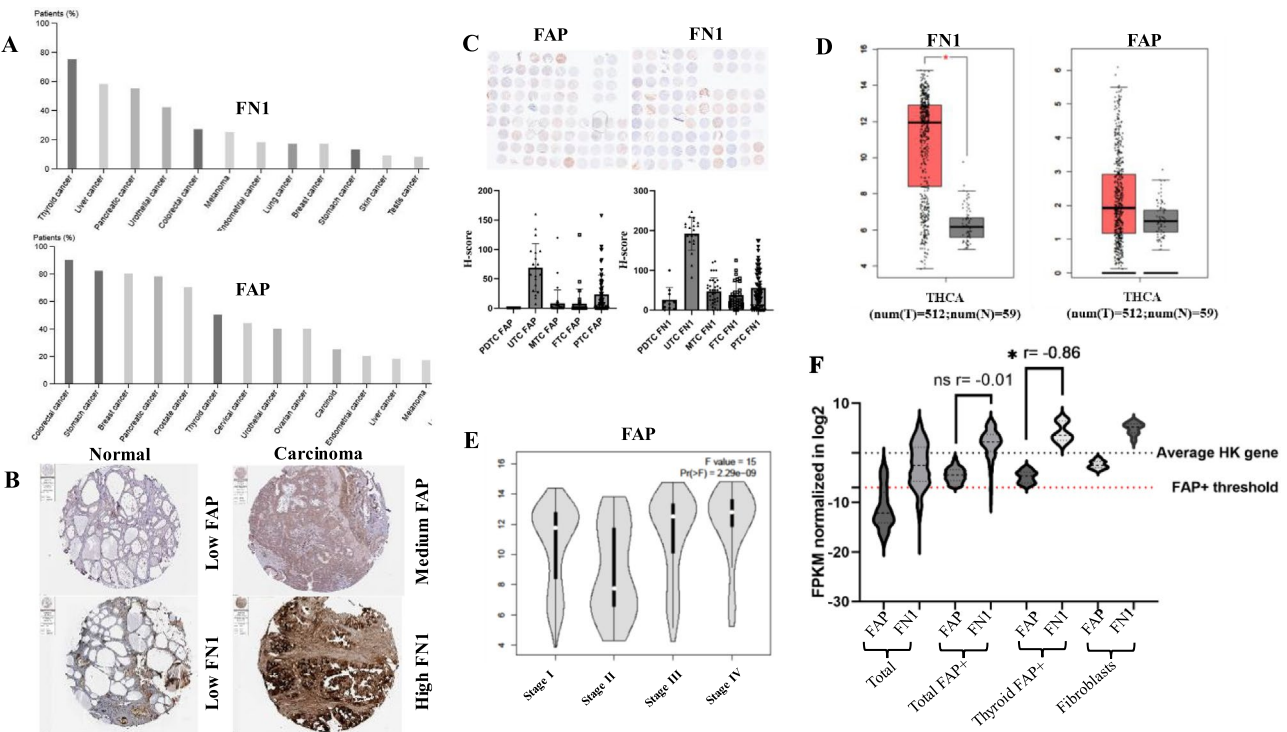 A
Patients (%)
100
80
60
40
20
0
FN1
Thyroid cancer
Liver cancer
Pancreatic cancer
Urothelial cancer
Colorectal cancer
Melanoma
Endometrial cancer
Lung cancer
Breast cancer
Stomach cancer
Skin cancer
Testis cancer
Patients (%)
100
80
60
40
20
0
FAP
Colorectal cancer
Stomach cancer
Breast cancer
Pancreatic cancer
Prostate cancer
Thyroid cancer
Cervical cancer
Urothelial cancer
Ovarian cancer
Carcinoid
Endometrial cancer
Liver cancer
Melanoma
B
Normal
Carcinoma
Low FAP
Medium FAP
Low FN1
High FN1
C
FAP
FN1
H-score
200
150
100
50
0
PDTC FAP
UTC FAP
MTC FAP
FTC FAP
PTC FAP
H-score
300
200
100
0
PDTC FN1
UTC FN1
MTC FN1
FTC FN1
PTC FN1
D
FN1
16
14
12
10
8
6
4
*
THCA
(num(T)=512;num(N)=59)
FAP
6
5
4
3
2
1
0
THCA
(num(T)=512;num(N)=59)
E
FAP
F value = 15
Pr(>F) = 2.29e-09
16
14
12
10
8
6
4
Stage I
Stage II
Stage III
Stage IV
F
* r= -0.86
ns r= -0.01
FPKM normalized in log2
10
-10
-20
-30
Average HK gene
FAP+ threshold
FAP
FN1
FAP
FN1
FAP
FN1
FAP
FN1
Total
Total FAP+
Thyroid FAP+
Fibroblasts